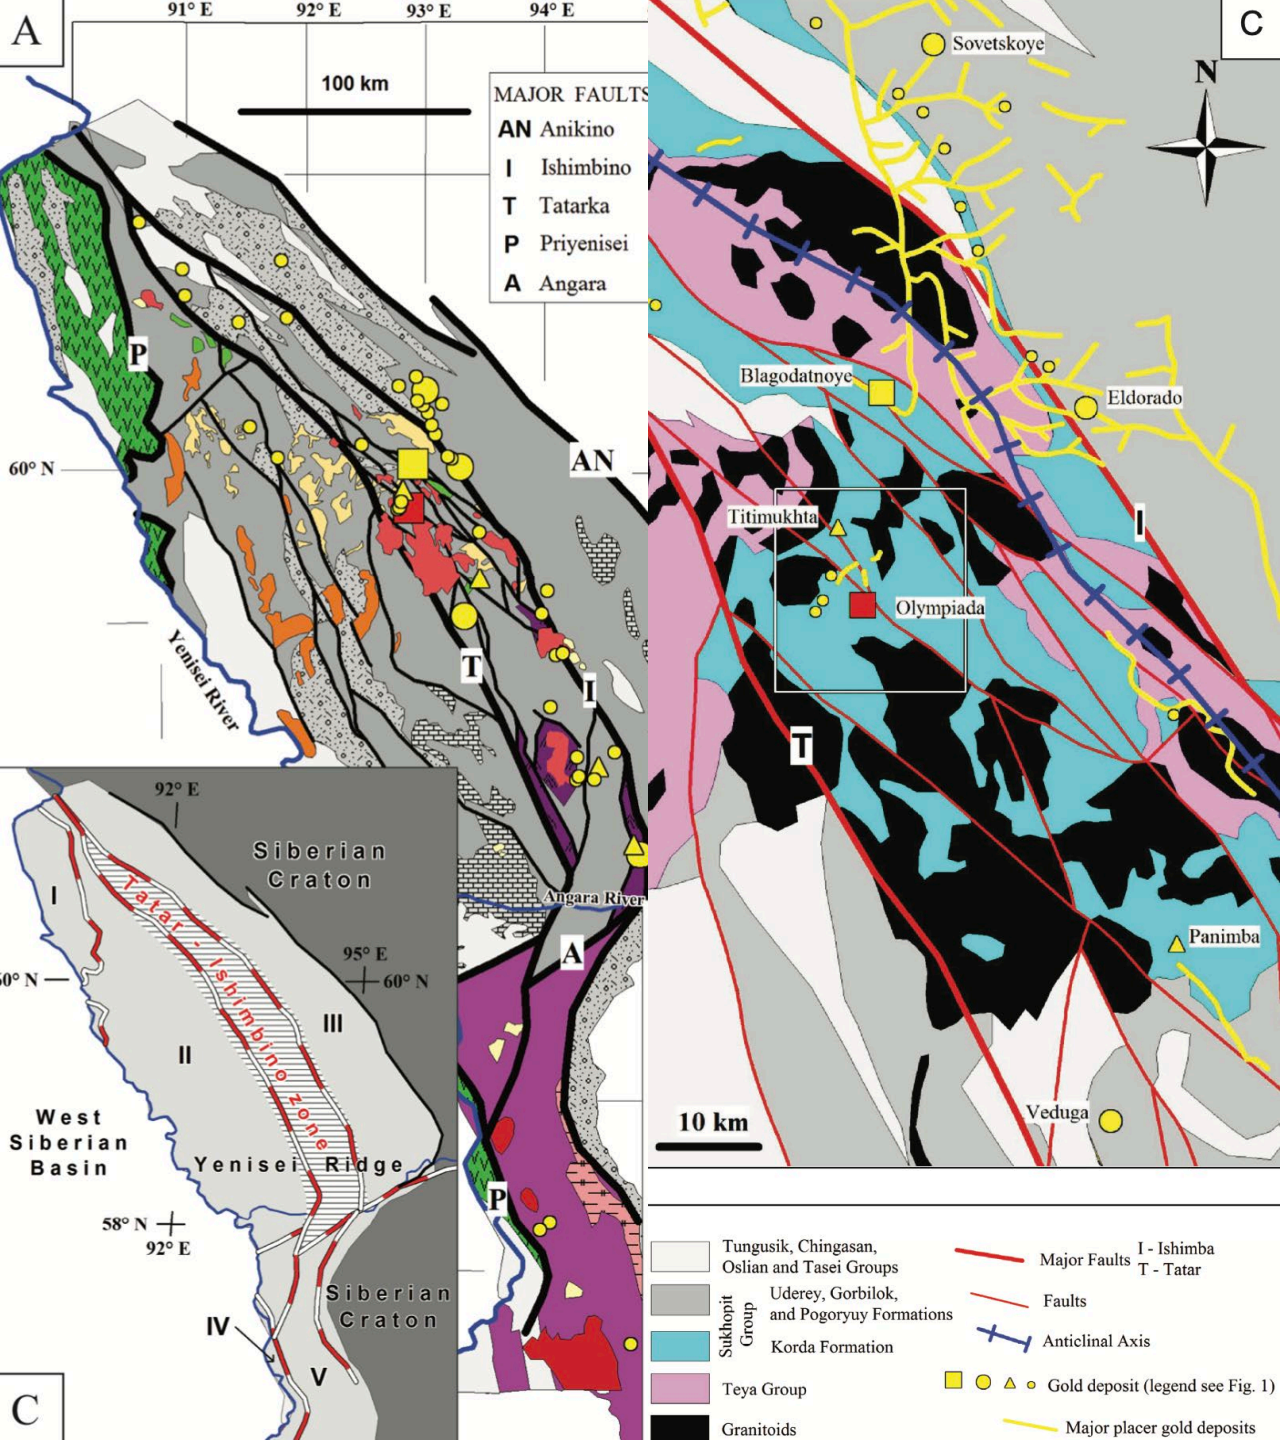 A
91° E
92° E
93° E
94° E
100 km
MAJOR FAULTS
AN Anikino
I Ishimbino
T Tatarka
P Priyenisei
A Angara
P
60° N
AN
T
I
Yenisei River
Angara River
A
P
92° E
Siberian
Craton
I
Tatar - Ishimbino zone
95° E
60° N
60° N
III
II
West
Siberian
Basin
Yenisei Ridge
58° N
92° E
Siberian
Craton
IV
V
C
C
N
Sovetskoye
Blagodatnoye
Eldorado
Titimukhta
I
Olympiada
T
Panimba
Veduga
10 km
Tungusik, Chingasan,
Oslian and Tasei Groups
Sukhopit
Group
Uderey, Gorbilok,
and Pogoryuy Formations
Korda Formation
Teya Group
Granitoids
Major Faults
I - Ishimba
T - Tatar
Faults
Anticlinal Axis
Gold deposit (legend see Fig. 1)
Major placer gold deposits